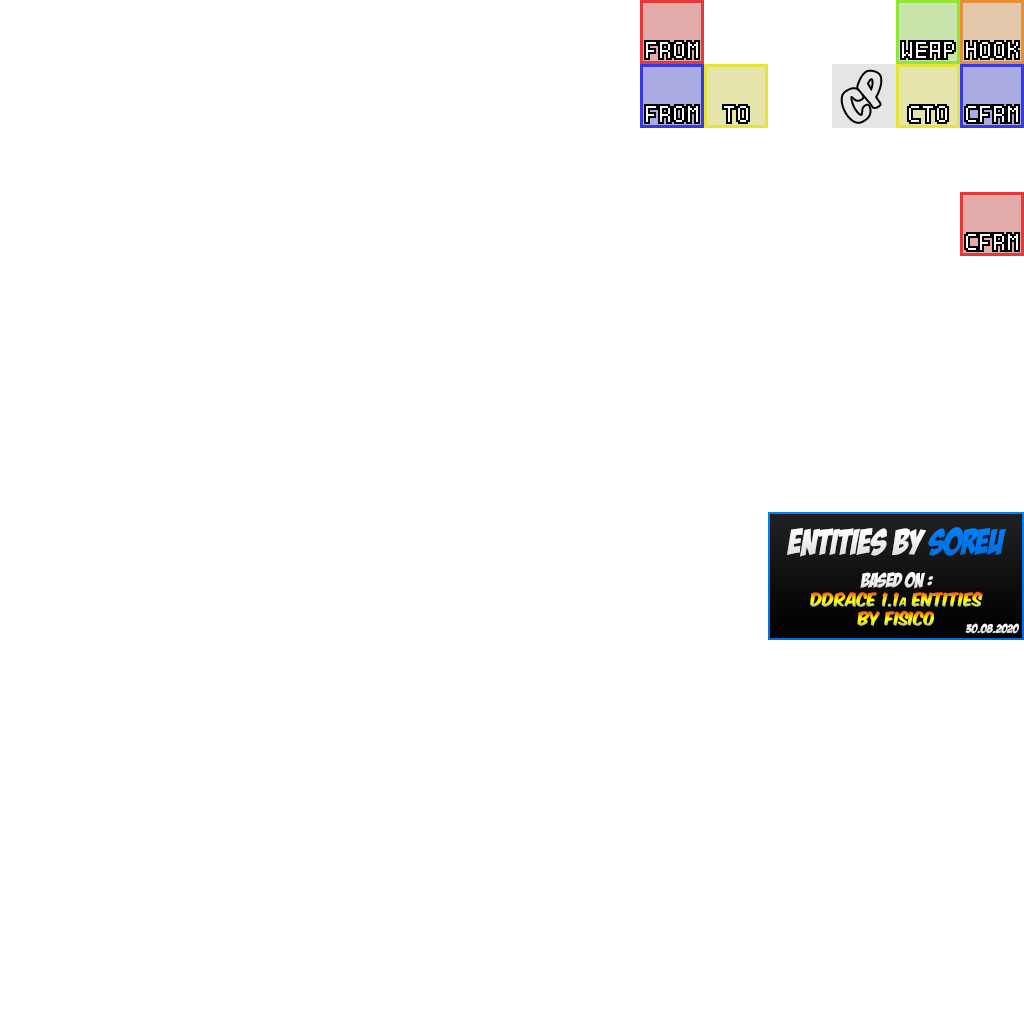 FROM WEAP HOOK
FROM TO CP CTO CFRM
CFRM
ENTITIES BY SOREU
BASED ON :
DDRACE 1.1A ENTITIES
BY FISICO
30.08.2020